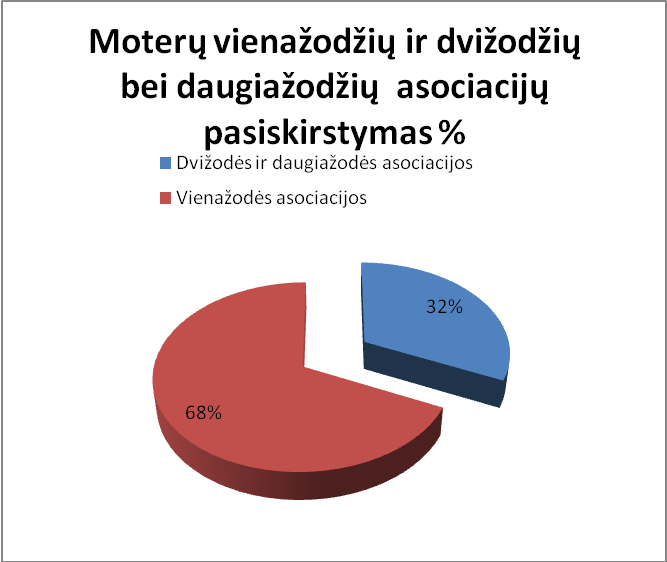 Moterų vienažodžių ir dvižodžių
bei daugiažodžių asociacijų
pasiskirstymas %
Dvižodės ir daugiažodės asociacijos
Vienažodės asociacijos
32%
68%